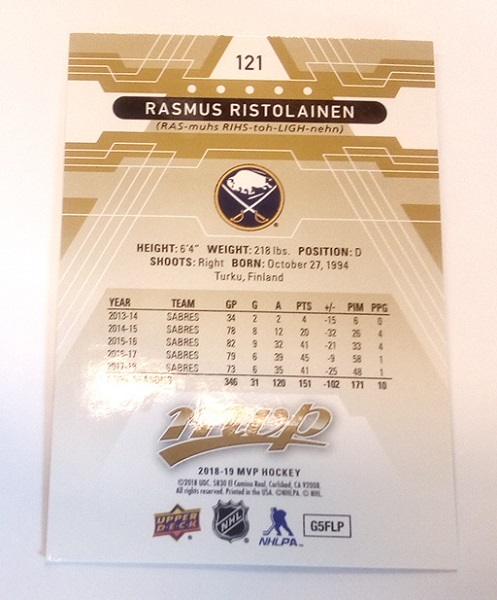 121
RASMUS RISTOLAINEN
(RAS-muhs RIHS-toh-LIGH-nehn)
HEIGHT: 6'4" WEIGHT: 218 lbs. POSITION: D
SHOOTS: Right BORN: October 27, 1994
Turku, Finland
YEAR TEAM GP G A PTS +/- PIM PPG
2013-14 SABRES 34 2 2 4 -15 6 0
2014-15 SABRES 78 8 12 20 -32 26 4
2015-16 SABRES 82 9 32 41 -21 33 4
2016-17 SABRES 79 6 39 45 -9 58 1
2017-18 SABRES 73 6 35 41 -25 48 1
346 31 120 151 -102 171 10
mvp
2018-19 MVP HOCKEY
©2018 UDC. 5830 El Camino Real, Carlsbad, CA 92008.
All rights reserved. Printed in the USA. ©NHLPA. © NHL.
UPPER DECK NHL NHLPA G5FLP